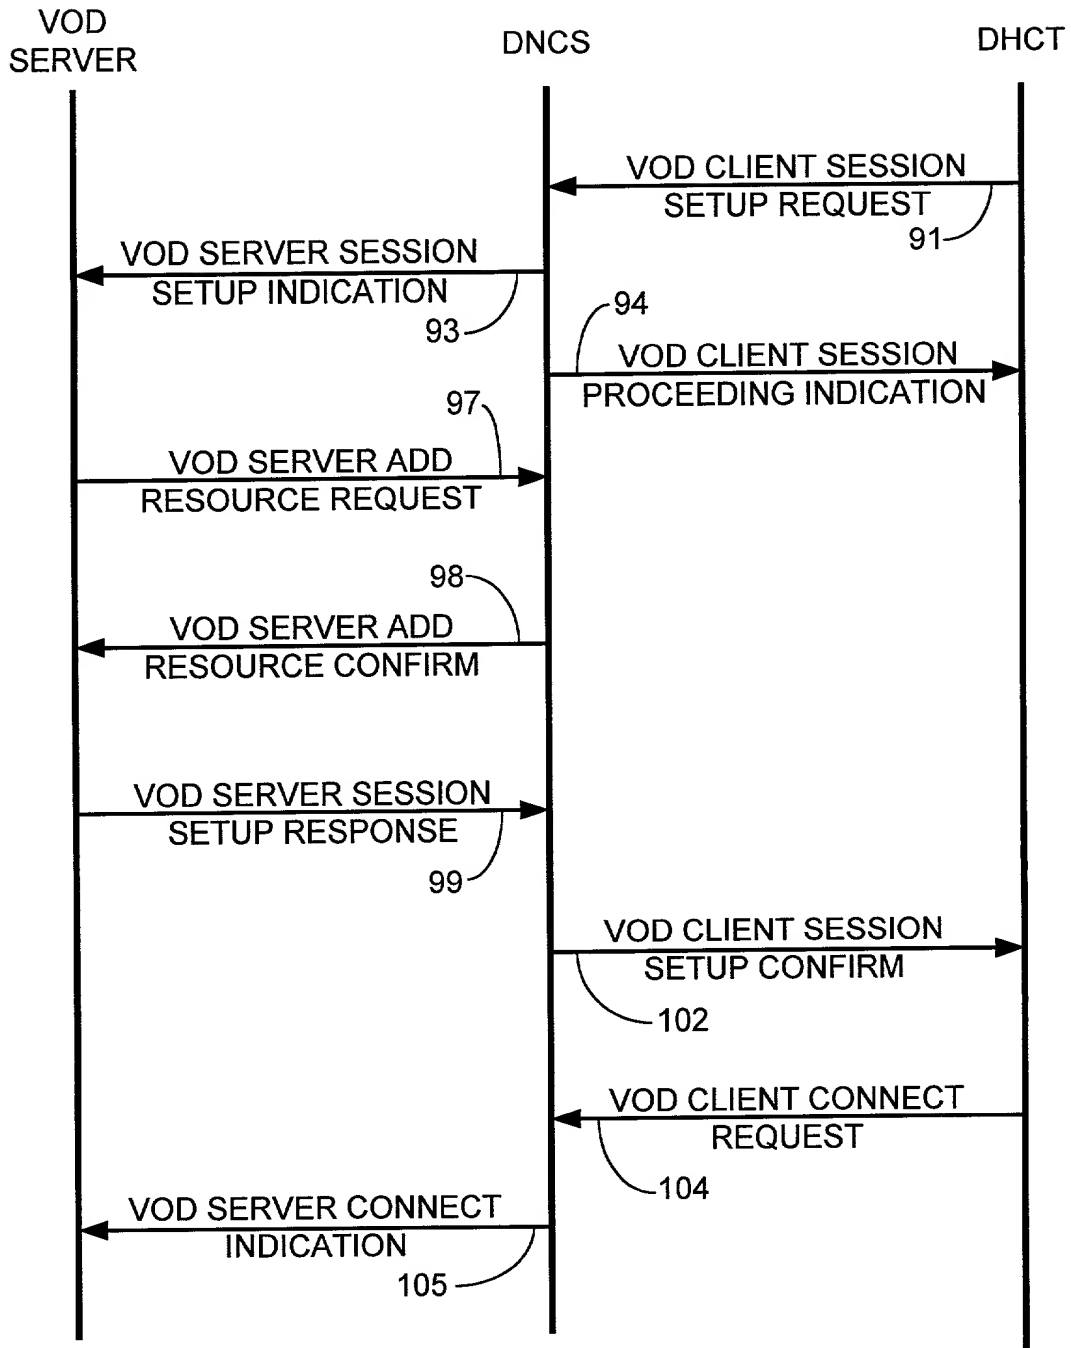 VOD
SERVER
DNCS
DHCT
VOD CLIENT SESSION
SETUP REQUEST
91
VOD SERVER SESSION
SETUP INDICATION
93
94
VOD CLIENT SESSION
PROCEEDING INDICATION
97
VOD SERVER ADD
RESOURCE REQUEST
98
VOD SERVER ADD
RESOURCE CONFIRM
VOD SERVER SESSION
SETUP RESPONSE
99
VOD CLIENT SESSION
SETUP CONFIRM
102
VOD CLIENT CONNECT
REQUEST
104
VOD SERVER CONNECT
INDICATION
105